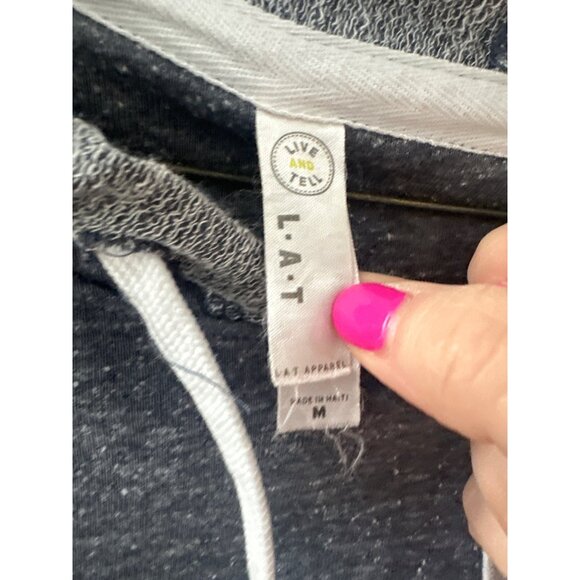 LIVE
AND
TELL
L·A·T
L A T APPAREL
MADE IN HAITI
M